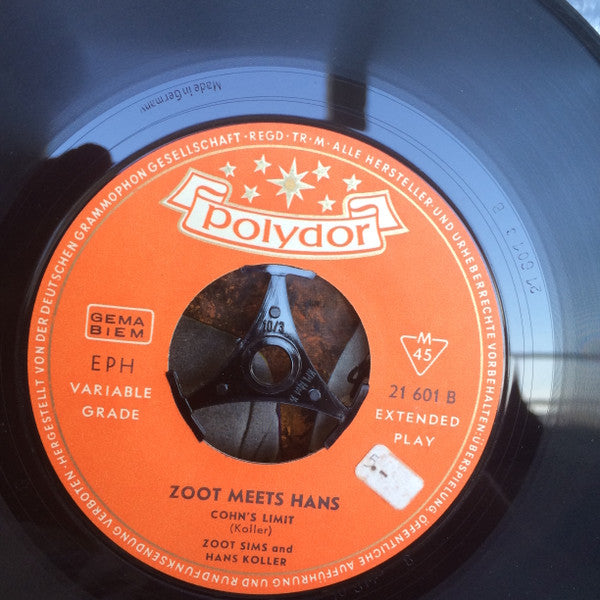 Made in Germany
HERGESTELLT VON DER DEUTSCHEN GRAMMOPHON GESELLSCHAFT · REGD · TR · M · ALLE HERSTELLER- UND URHEBERRECHTE VORBEHALTEN · ÜBERSPIELUNG, ÖFFENTLICHE AUFFÜHRUNG UND RUNDFUNKSENDUNG VERBOTEN ·
Polydor
GEMA
BIEM
M
45
EPH
21 601 B
VARIABLE
GRADE
EXTENDED
PLAY
10/3
ZOOT MEETS HANS
COHN'S LIMIT
(Koller)
ZOOT SIMS and
HANS KOLLER